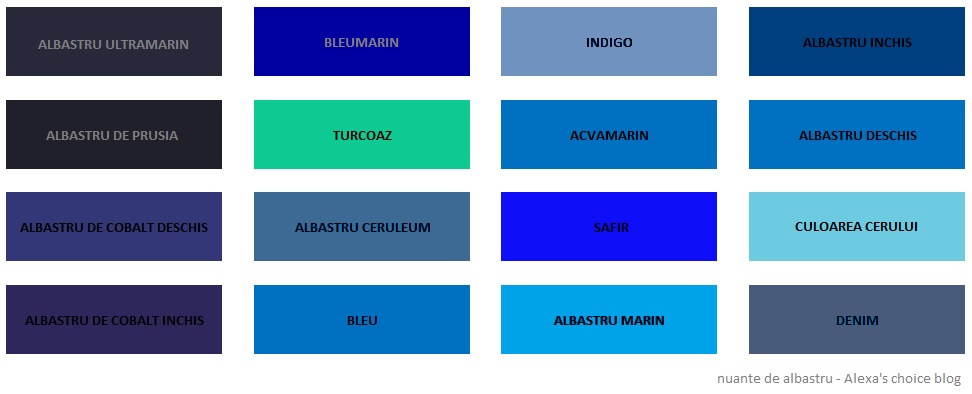 ALBASTRU ULTRAMARIN
BLEUMARIN
INDIGO
ALBASTRU INCHIS
ALBASTRU DE PRUSIA
TURCOAZ
ACVAMARIN
ALBASTRU DESCHIS
ALBASTRU DE COBALT DESCHIS
ALBASTRU CERULEUM
SAFIR
CULOAREA CERULUI
ALBASTRU DE COBALT INCHIS
BLEU
ALBASTRU MARIN
DENIM
nuante de albastru - Alexa's choice blog